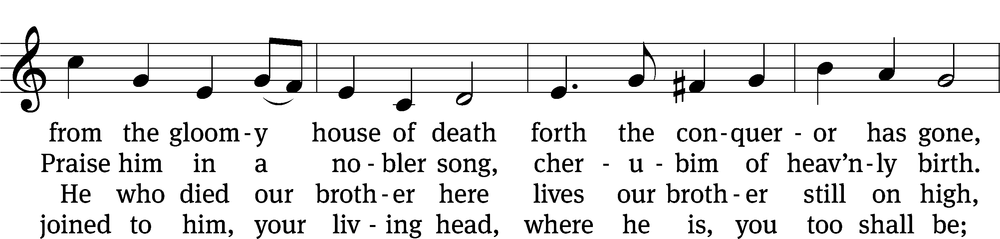 from the gloom - y house of death forth the con - quer - or has gone,
Praise him in a no - bler song, cher - u - bim of heav’n - ly birth.
He who died our broth - er here lives our broth - er still on high,
joined to him, your liv - ing head, where he is, you too shall be;